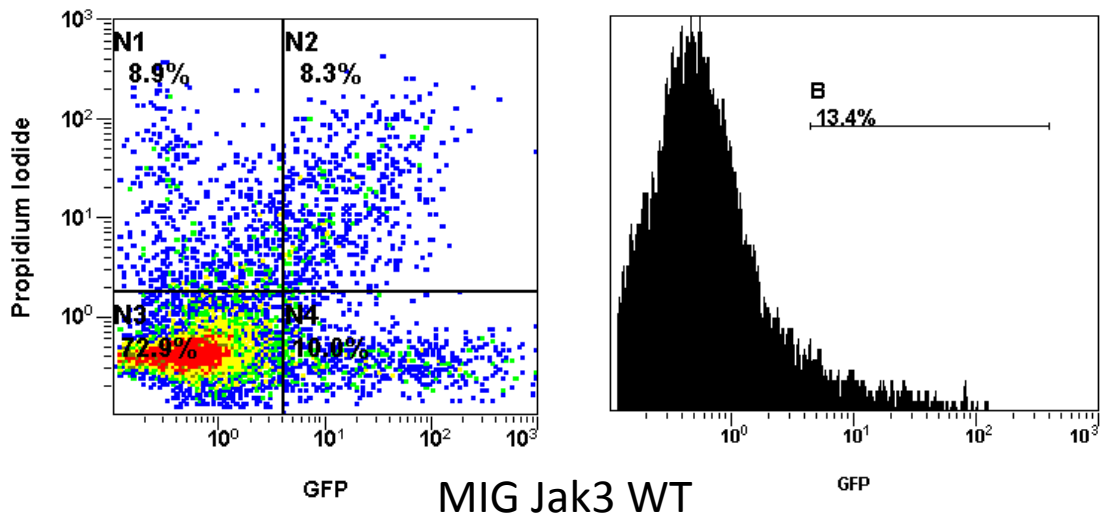 10³
N1
8.9%
N2
8.3%
10²
Propidium Iodide
10¹
10⁰
N3
72.9%
N4
10.0%
10⁰ 10¹ 10² 10³
GFP
B
13.4%
10⁰ 10¹ 10² 10³
GFP
MIG Jak3 WT